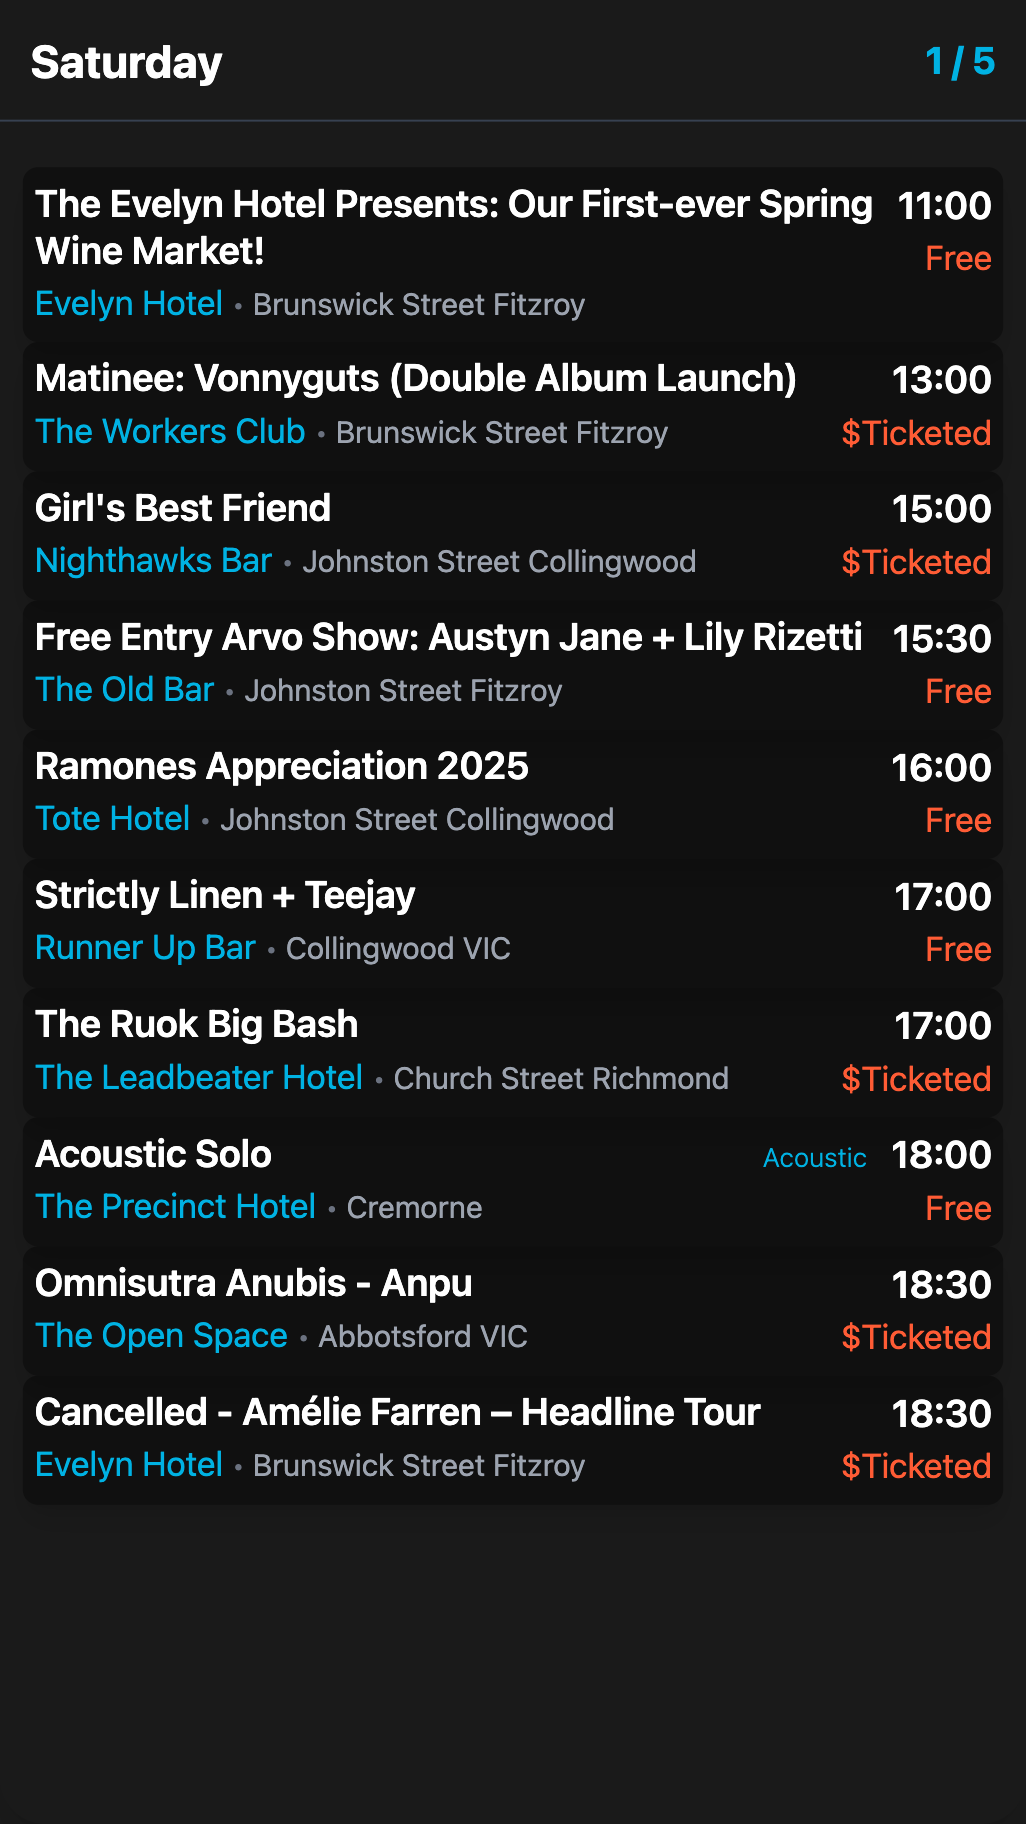 Saturday
1 / 5
The Evelyn Hotel Presents: Our First-ever Spring
Wine Market!
11:00
Free
Evelyn Hotel • Brunswick Street Fitzroy
Matinee: Vonnyguts (Double Album Launch)
13:00
The Workers Club • Brunswick Street Fitzroy
$Ticketed
Girl's Best Friend
15:00
Nighthawks Bar • Johnston Street Collingwood
$Ticketed
Free Entry Arvo Show: Austyn Jane + Lily Rizetti
15:30
The Old Bar • Johnston Street Fitzroy
Free
Ramones Appreciation 2025
16:00
Tote Hotel • Johnston Street Collingwood
Free
Strictly Linen + Teejay
17:00
Runner Up Bar • Collingwood VIC
Free
The Ruok Big Bash
17:00
The Leadbeater Hotel • Church Street Richmond
$Ticketed
Acoustic Solo
Acoustic
18:00
The Precinct Hotel • Cremorne
Free
Omnisutra Anubis - Anpu
18:30
The Open Space • Abbotsford VIC
$Ticketed
Cancelled - Amélie Farren – Headline Tour
18:30
Evelyn Hotel • Brunswick Street Fitzroy
$Ticketed